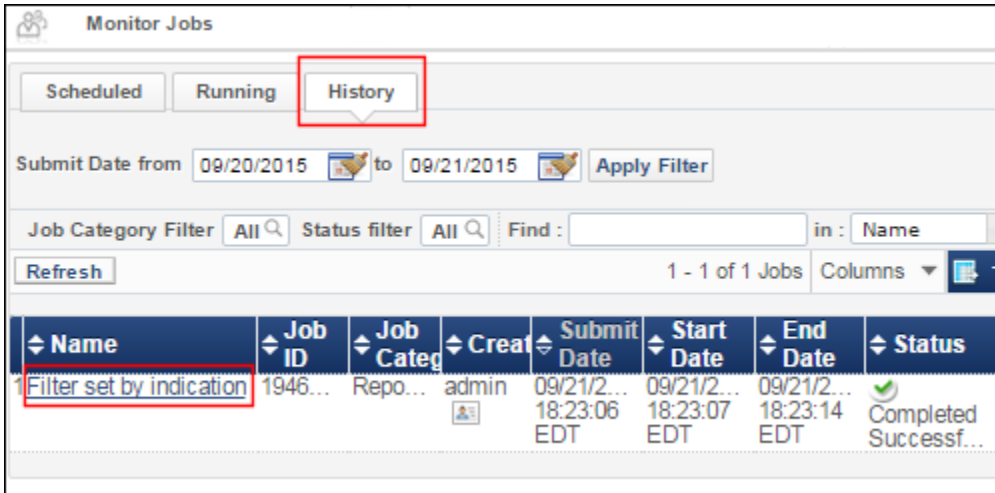 Monitor Jobs
Scheduled Running History
Submit Date from 09/20/2015 to 09/21/2015 Apply Filter
Job Category Filter All Status filter All Find : in : Name
Refresh 1 - 1 of 1 Jobs Columns
Name Job ID Job Categ Creat Submit Date Start Date End Date Status
1 Filter set by indication 1946... Repo... admin 09/21/2... 09/21/2... 09/21/2... 
18:23:06 18:23:07 18:23:14 Completed
EDT EDT EDT Successf...